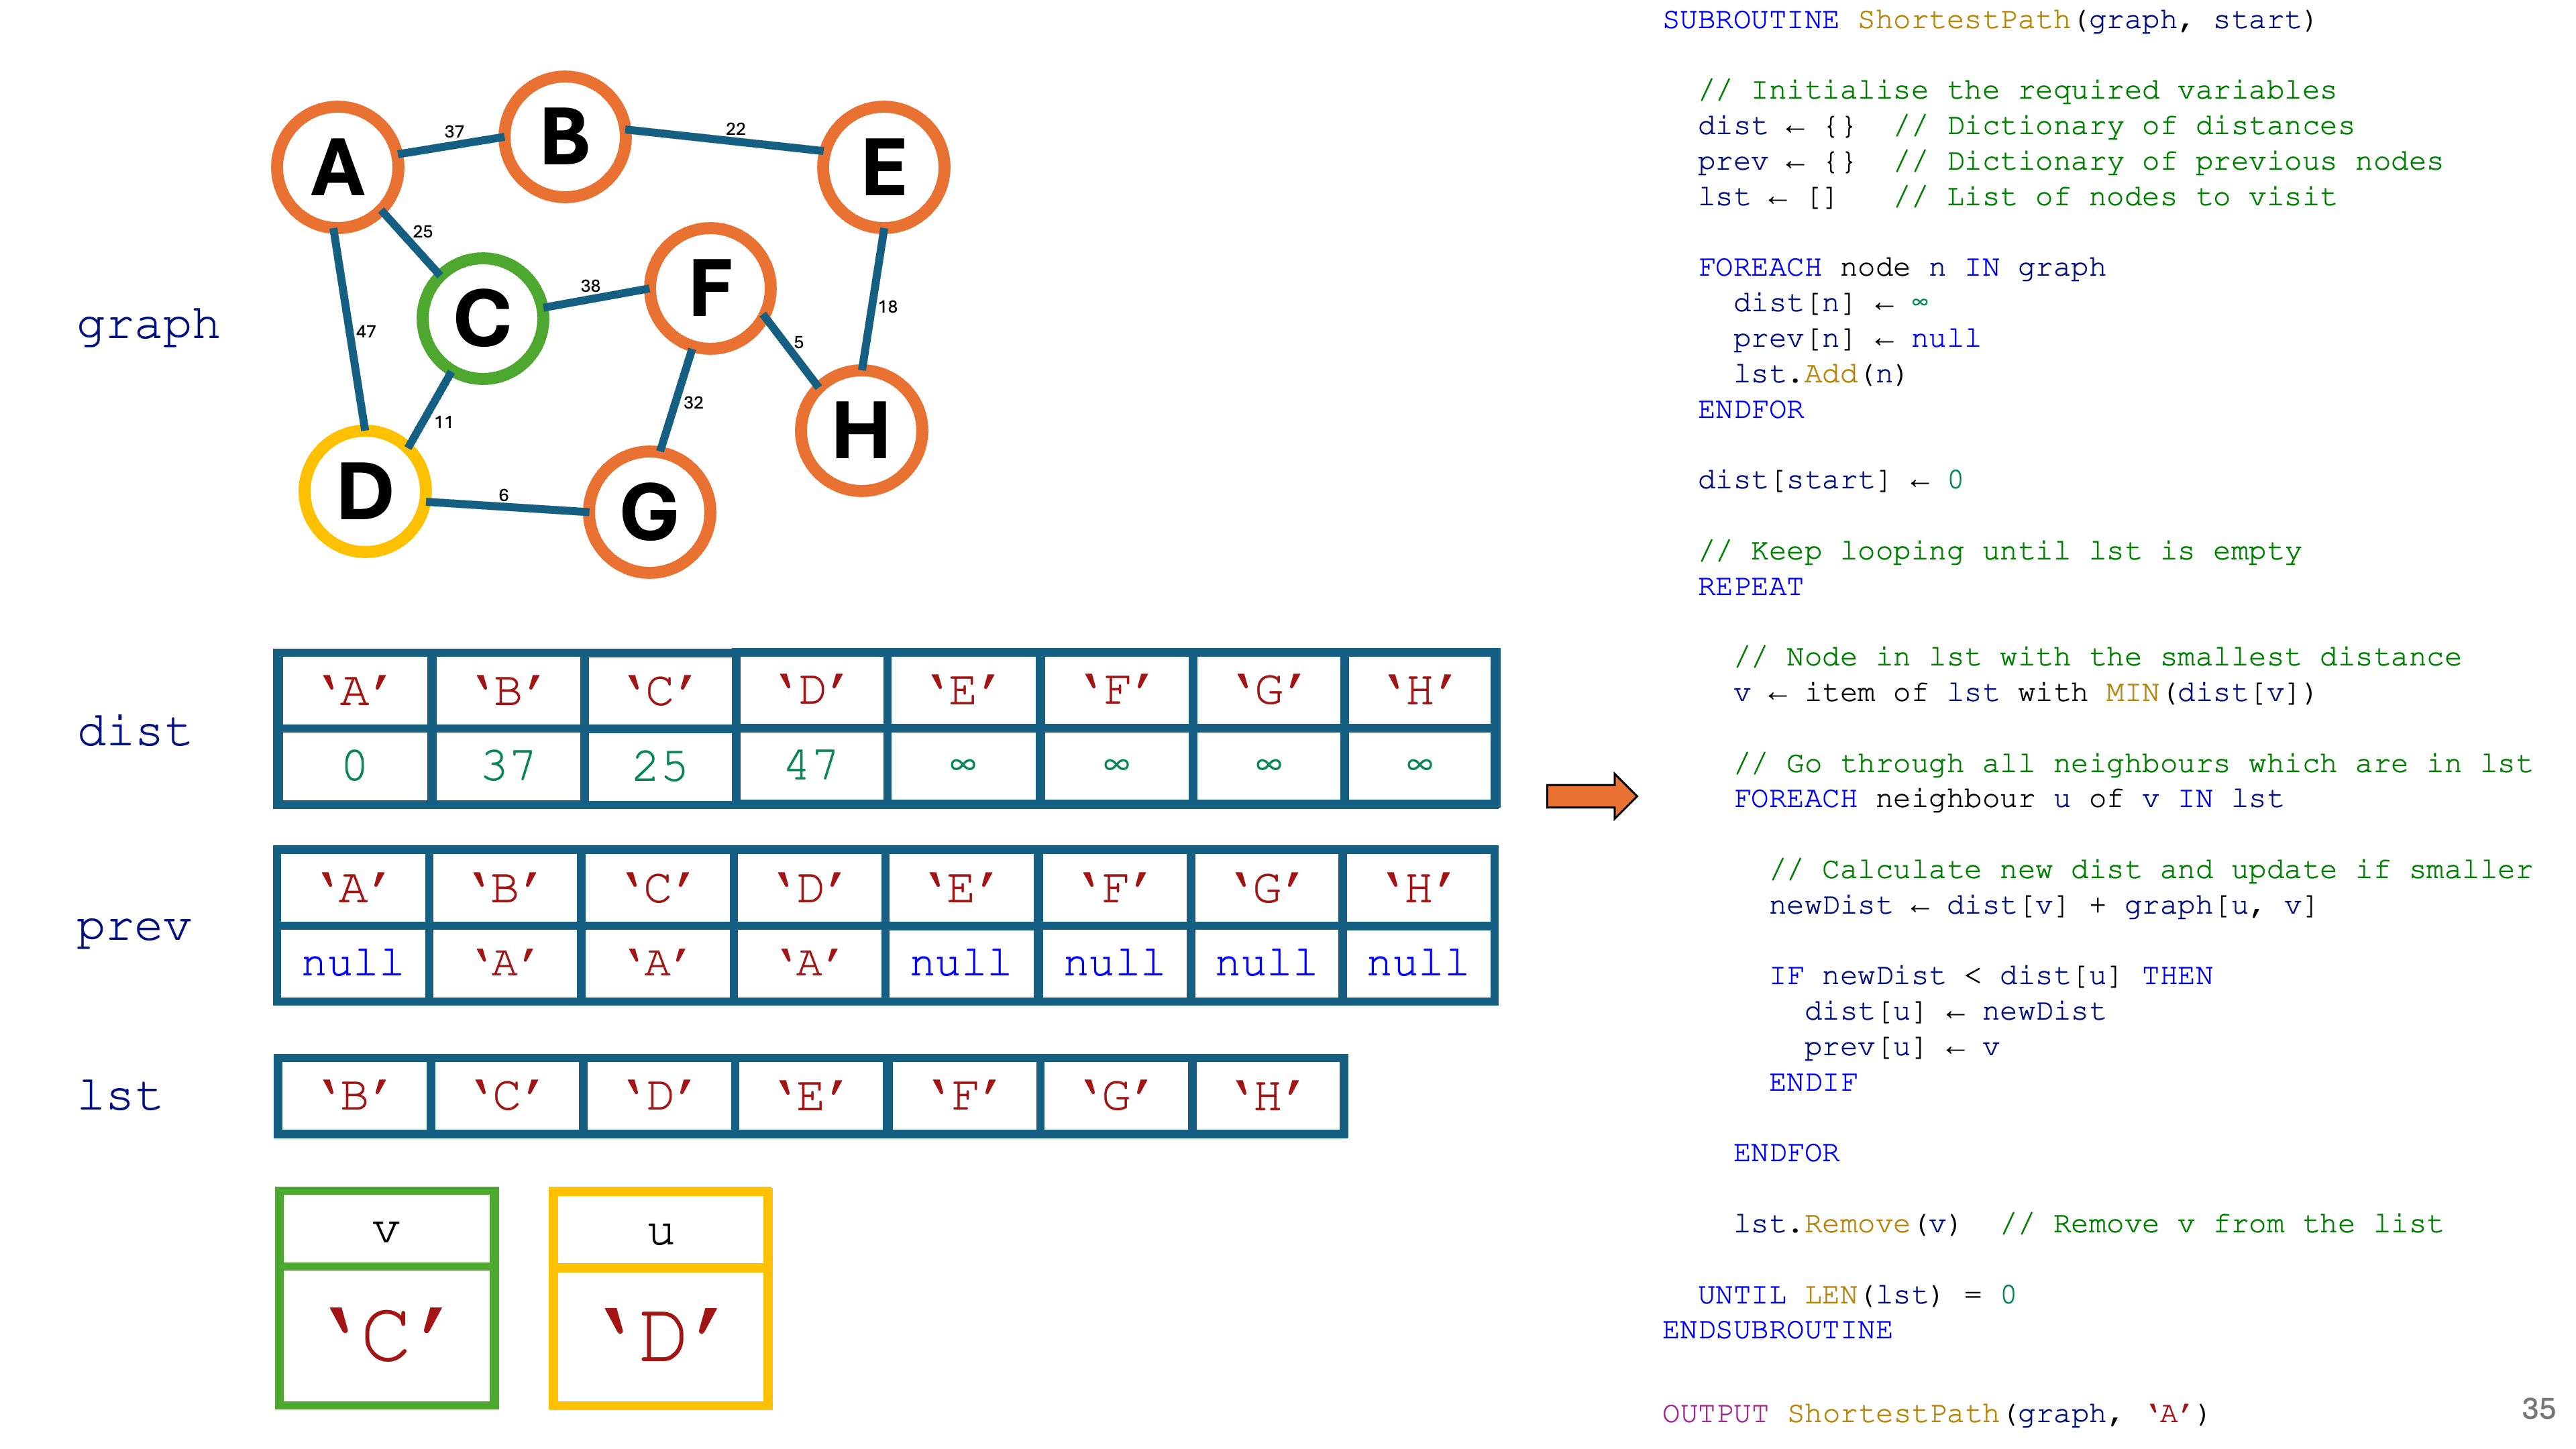 SUBROUTINE ShortestPath(graph, start)
// Initialise the required variables
dist ← {} // Dictionary of distances
prev ← {} // Dictionary of previous nodes
lst ← [] // List of nodes to visit
FOREACH node n IN graph
dist[n] ← ∞
prev[n] ← null
lst.Add(n)
ENDFOR
dist[start] ← 0
// Keep looping until lst is empty
REPEAT
// Node in lst with the smallest distance
v ← item of lst with MIN(dist[v])
// Go through all neighbours which are in lst
FOREACH neighbour u of v IN lst
// Calculate new dist and update if smaller
newDist ← dist[v] + graph[u, v]
IF newDist < dist[u] THEN
dist[u] ← newDist
prev[u] ← v
ENDIF
ENDFOR
lst.Remove(v) // Remove v from the list
UNTIL LEN(lst) = 0
ENDSUBROUTINE
OUTPUT ShortestPath(graph, ‘A’)
graph
A
37
B
22
E
25
C
38
F
5
18
47
11
32
H
D
6
G
dist
‘A’ ‘B’ ‘C’ ‘D’ ‘E’ ‘F’ ‘G’ ‘H’
0 37 25 47 ∞ ∞ ∞ ∞
prev
‘A’ ‘B’ ‘C’ ‘D’ ‘E’ ‘F’ ‘G’ ‘H’
null ‘A’ ‘A’ ‘A’ null null null null
lst
‘B’ ‘C’ ‘D’ ‘E’ ‘F’ ‘G’ ‘H’
v
‘C’
u
‘D’
35